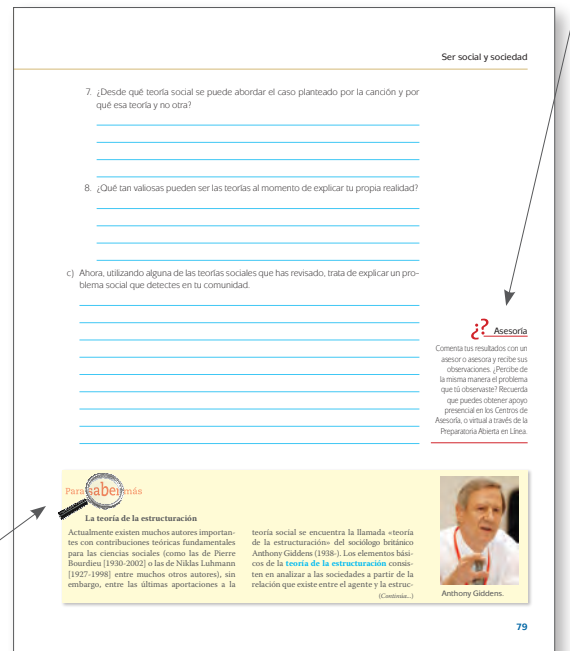 Ser social y sociedad
7. ¿Desde qué teoría social se puede abordar el caso planteado por la canción y por
qué esa teoría y no otra?
8. ¿Qué tan valiosas pueden ser las teorías al momento de explicar tu propia realidad?
c) Ahora, utilizando alguna de las teorías sociales que has revisado, trata de explicar un pro-
blema social que detectes en tu comunidad.
¿? Asesoría
Comenta tus resultados con un
asesor o asesora y recibe sus
observaciones. ¿Percibe de
la misma manera el problema
que tú observaste? Recuerda
que puedes obtener apoyo
presencial en los Centros de
Asesoría, o virtual a través de la
Preparatoria Abierta en Línea.
Para saber más
La teoría de la estructuración
Actualmente existen muchos autores importan-
tes con contribuciones teóricas fundamentales
para las ciencias sociales (como las de Pierre
Bourdieu [1930-2002] o las de Niklas Luhmann
[1927-1998] entre muchos otros autores), sin
embargo, entre las últimas aportaciones a la
teoría social se encuentra la llamada «teoría
de la estructuración» del sociólogo británico
Anthony Giddens (1938-). Los elementos bási-
cos de la teoría de la estructuración consis-
ten en analizar a las sociedades a partir de la
relación que existe entre el agente y la estruc-
(Continúa...)
Anthony Giddens.
79